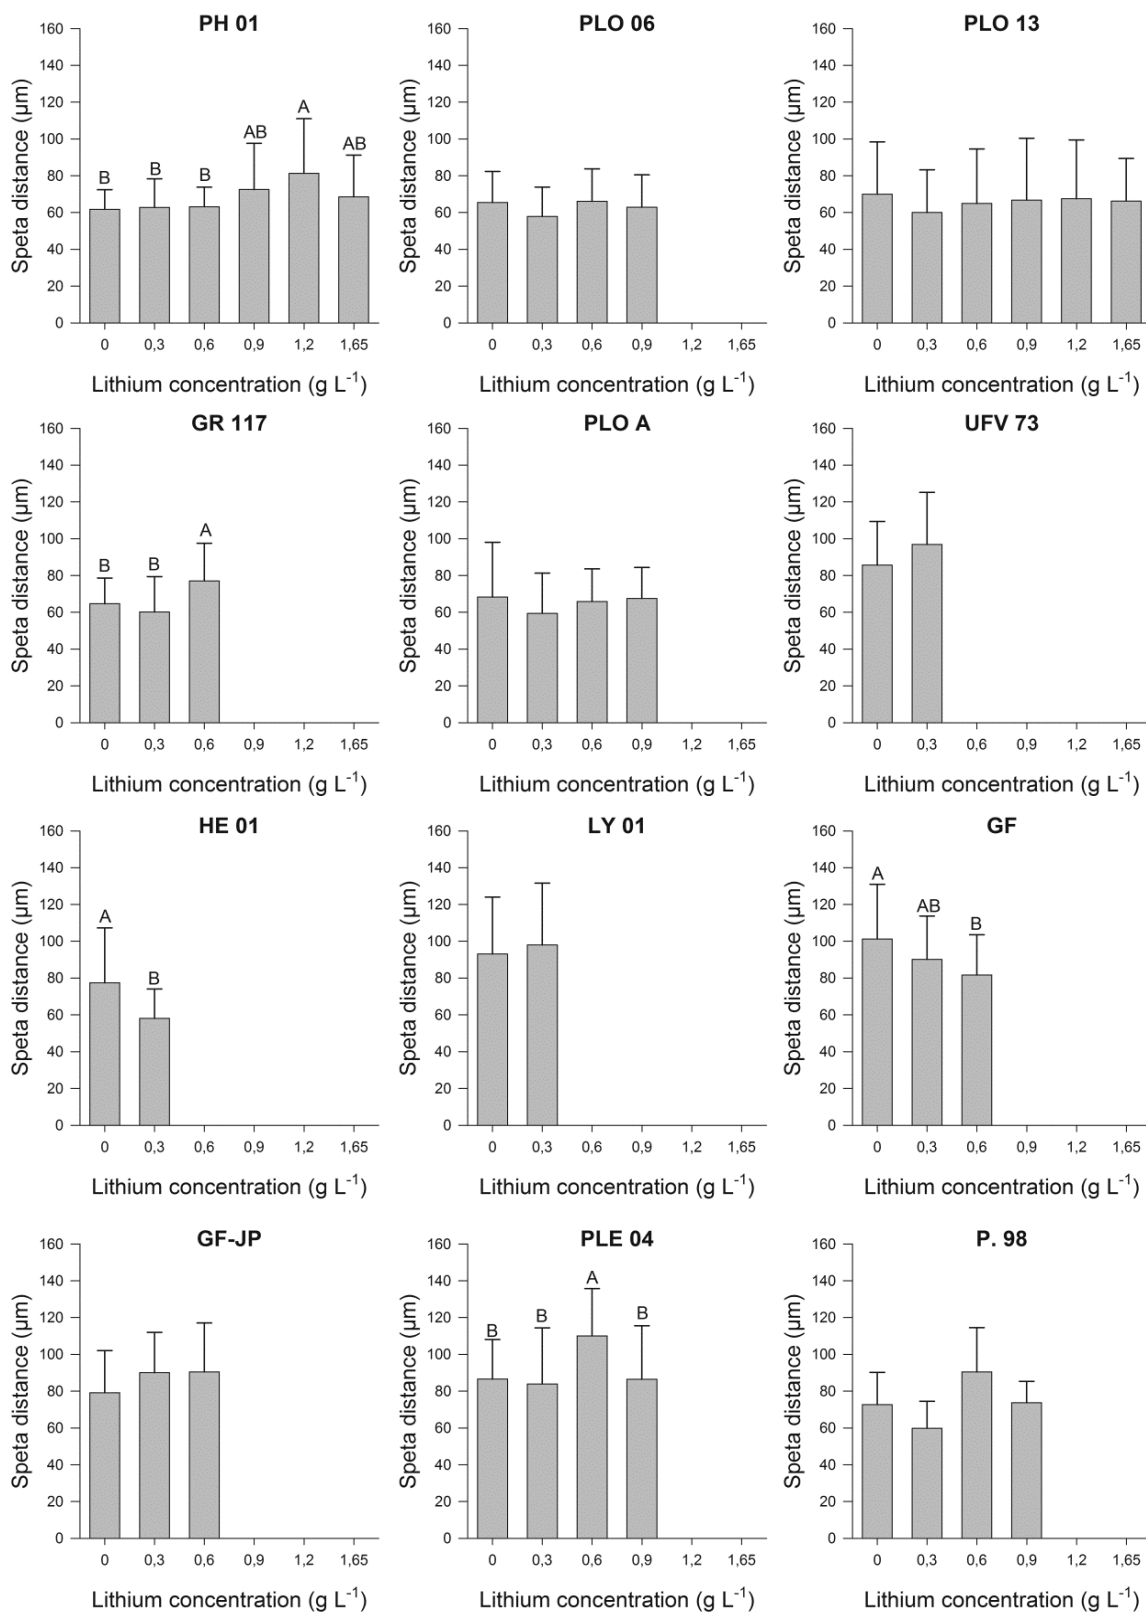 PH 01
160
140
120
100
80
60
40
20
0
Speta distance (µm)
B
B
B
AB
A
AB
0 0,3 0,6 0,9 1,2 1,65
Lithium concentration (g L-1)
PLO 06
160
140
120
100
80
60
40
20
0
Speta distance (µm)
0 0,3 0,6 0,9 1,2 1,65
Lithium concentration (g L-1)
PLO 13
160
140
120
100
80
60
40
20
0
Speta distance (µm)
0 0,3 0,6 0,9 1,2 1,65
Lithium concentration (g L-1)
GR 117
160
140
120
100
80
60
40
20
0
Speta distance (µm)
B
B
A
0 0,3 0,6 0,9 1,2 1,65
Lithium concentration (g L-1)
PLO A
160
140
120
100
80
60
40
20
0
Speta distance (µm)
0 0,3 0,6 0,9 1,2 1,65
Lithium concentration (g L-1)
UFV 73
160
140
120
100
80
60
40
20
0
Speta distance (µm)
0 0,3 0,6 0,9 1,2 1,65
Lithium concentration (g L-1)
HE 01
160
140
120
100
80
60
40
20
0
Speta distance (µm)
A
B
0 0,3 0,6 0,9 1,2 1,65
Lithium concentration (g L-1)
LY 01
160
140
120
100
80
60
40
20
0
Speta distance (µm)
0 0,3 0,6 0,9 1,2 1,65
Lithium concentration (g L-1)
GF
160
140
120
100
80
60
40
20
0
Speta distance (µm)
A
AB
B
0 0,3 0,6 0,9 1,2 1,65
Lithium concentration (g L-1)
GF-JP
160
140
120
100
80
60
40
20
0
Speta distance (µm)
0 0,3 0,6 0,9 1,2 1,65
Lithium concentration (g L-1)
PLE 04
160
140
120
100
80
60
40
20
0
Speta distance (µm)
B
B
A
B
0 0,3 0,6 0,9 1,2 1,65
Lithium concentration (g L-1)
P. 98
160
140
120
100
80
60
40
20
0
Speta distance (µm)
0 0,3 0,6 0,9 1,2 1,65
Lithium concentration (g L-1)